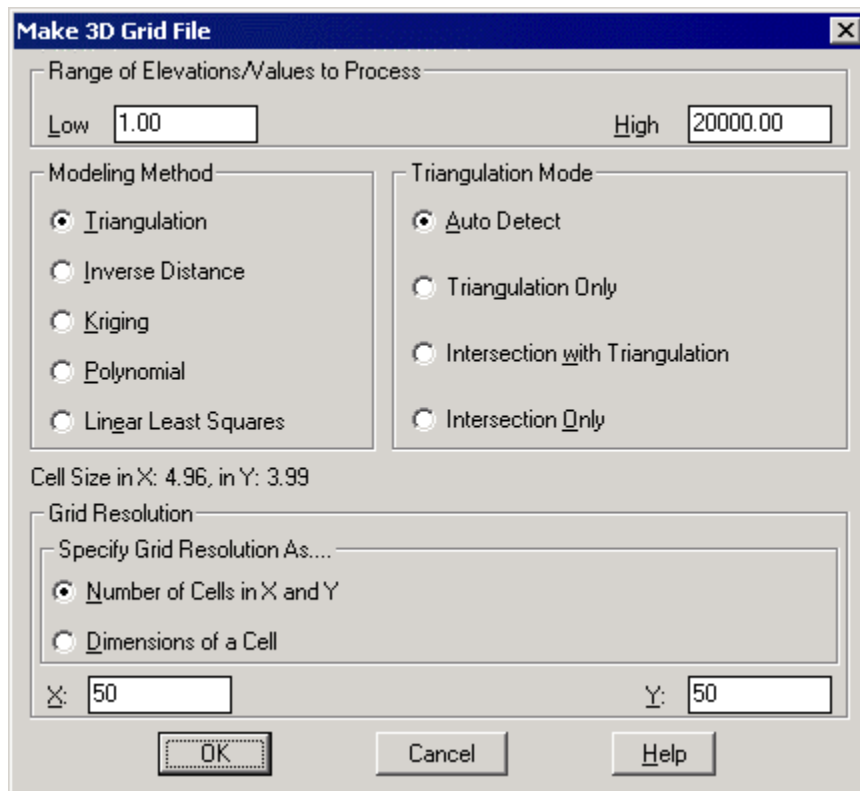 Make 3D Grid File
Range of Elevations/Values to Process
Low 1.00 High 20000.00
Modeling Method
Triangulation
Inverse Distance
Kriging
Polynomial
Linear Least Squares
Triangulation Mode
Auto Detect
Triangulation Only
Intersection with Triangulation
Intersection Only
Cell Size in X: 4.96, in Y: 3.99
Grid Resolution
Specify Grid Resolution As....
Number of Cells in X and Y
Dimensions of a Cell
X: 50 Y: 50
OK Cancel Help